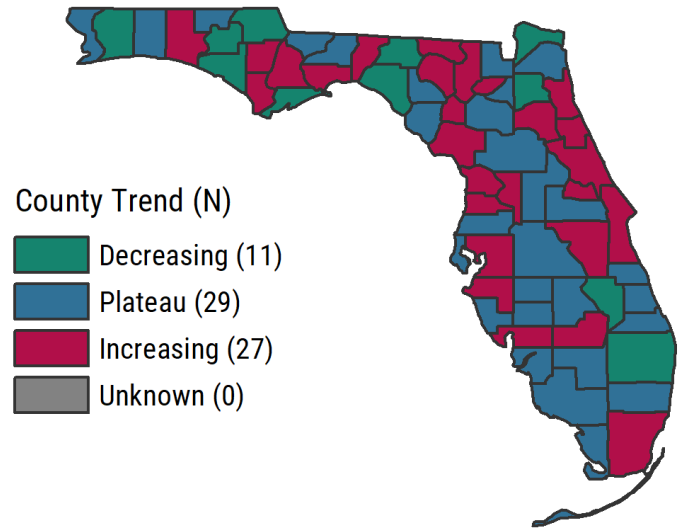 County Trend (N)
Decreasing (11)
Plateau (29)
Increasing (27)
Unknown (0)